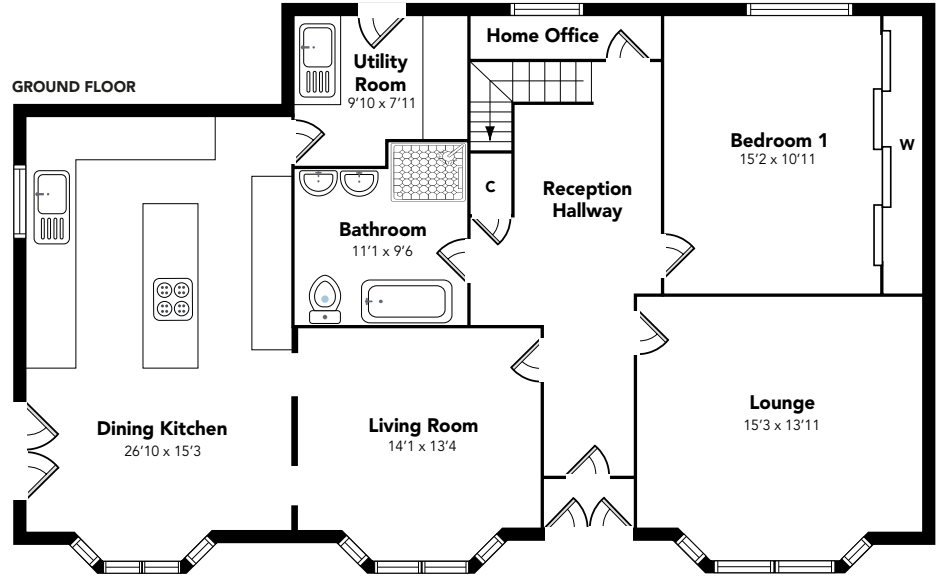 GROUND FLOOR
Home Office
Utility
Room
9'10 x 7'11
Bedroom 1
15'2 x 10'11
W
C
Reception
Hallway
Bathroom
11'1 x 9'6
Dining Kitchen
26'10 x 15'3
Living Room
14'1 x 13'4
Lounge
15'3 x 13'11